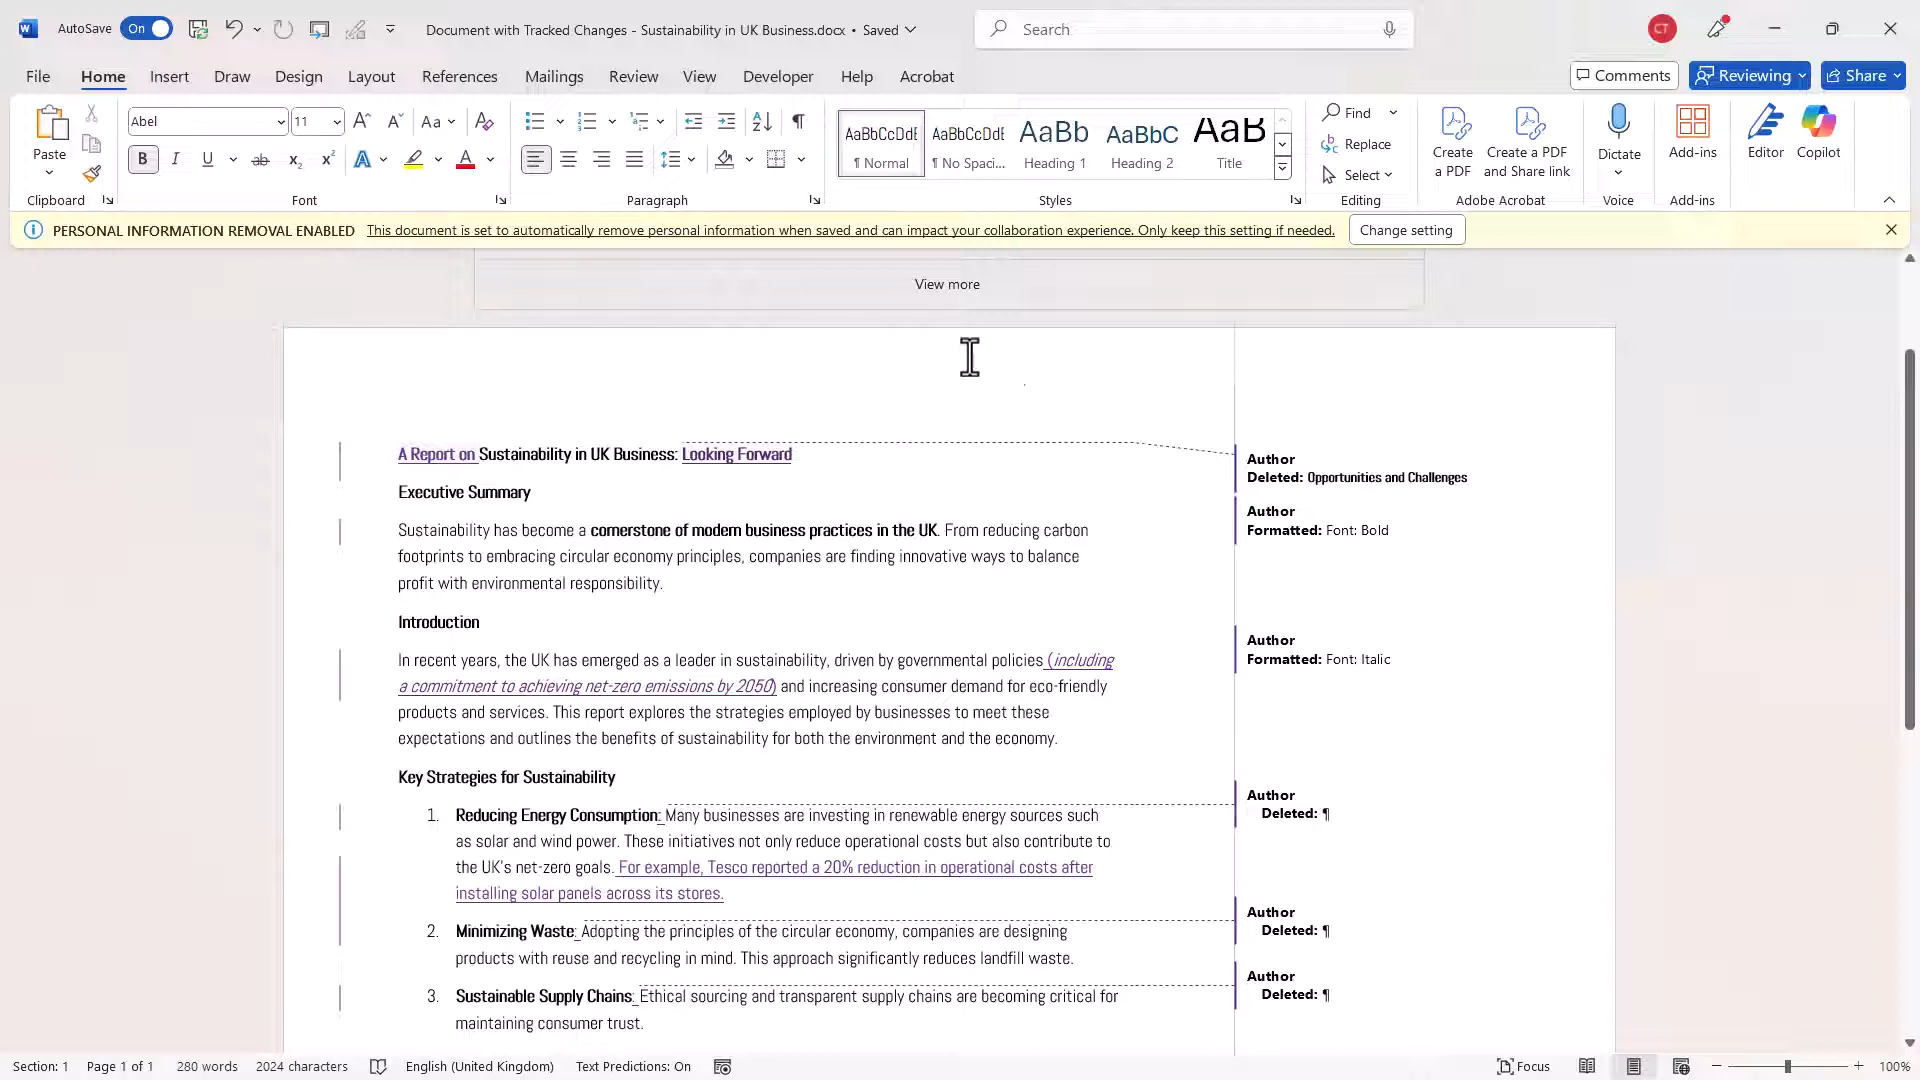 AutoSave On Document with Tracked Changes - Sustainability in UK Business.docx • Saved Search CT
File Home Insert Draw Design Layout References Mailings Review View Developer Help Acrobat Comments Reviewing Share
Paste
Clipboard
Abel 11
Font
Paragraph
AaBbCcDdE AaBbCcDdE AaBb AaBbC AaB
¶ Normal ¶ No Spaci... Heading 1 Heading 2 Title
Styles
Find
Replace
Select
Editing
Create a PDF
Create a PDF and Share link
Adobe Acrobat
Dictate
Voice
Add-ins
Add-ins
Editor
Copilot
PERSONAL INFORMATION REMOVAL ENABLED This document is set to automatically remove personal information when saved and can impact your collaboration experience. Only keep this setting if needed. Change setting
View more
A Report on Sustainability in UK Business: Looking Forward
Author
Deleted: Opportunities and Challenges
Executive Summary
Author
Formatted: Font: Bold
Sustainability has become a cornerstone of modern business practices in the UK. From reducing carbon
footprints to embracing circular economy principles, companies are finding innovative ways to balance
profit with environmental responsibility.
Introduction
Author
Formatted: Font: Italic
In recent years, the UK has emerged as a leader in sustainability, driven by governmental policies (including
a commitment to achieving net-zero emissions by 2050) and increasing consumer demand for eco-friendly
products and services. This report explores the strategies employed by businesses to meet these
expectations and outlines the benefits of sustainability for both the environment and the economy.
Key Strategies for Sustainability
Author
Deleted: ¶
1. Reducing Energy Consumption: Many businesses are investing in renewable energy sources such
as solar and wind power. These initiatives not only reduce operational costs but also contribute to
the UK's net-zero goals. For example, Tesco reported a 20% reduction in operational costs after
installing solar panels across its stores.
Author
Deleted: ¶
2. Minimizing Waste: Adopting the principles of the circular economy, companies are designing
products with reuse and recycling in mind. This approach significantly reduces landfill waste.
Author
Deleted: ¶
3. Sustainable Supply Chains: Ethical sourcing and transparent supply chains are becoming critical for
maintaining consumer trust.
Section: 1 Page 1 of 1 280 words 2024 characters English (United Kingdom) Text Predictions: On Focus 100%